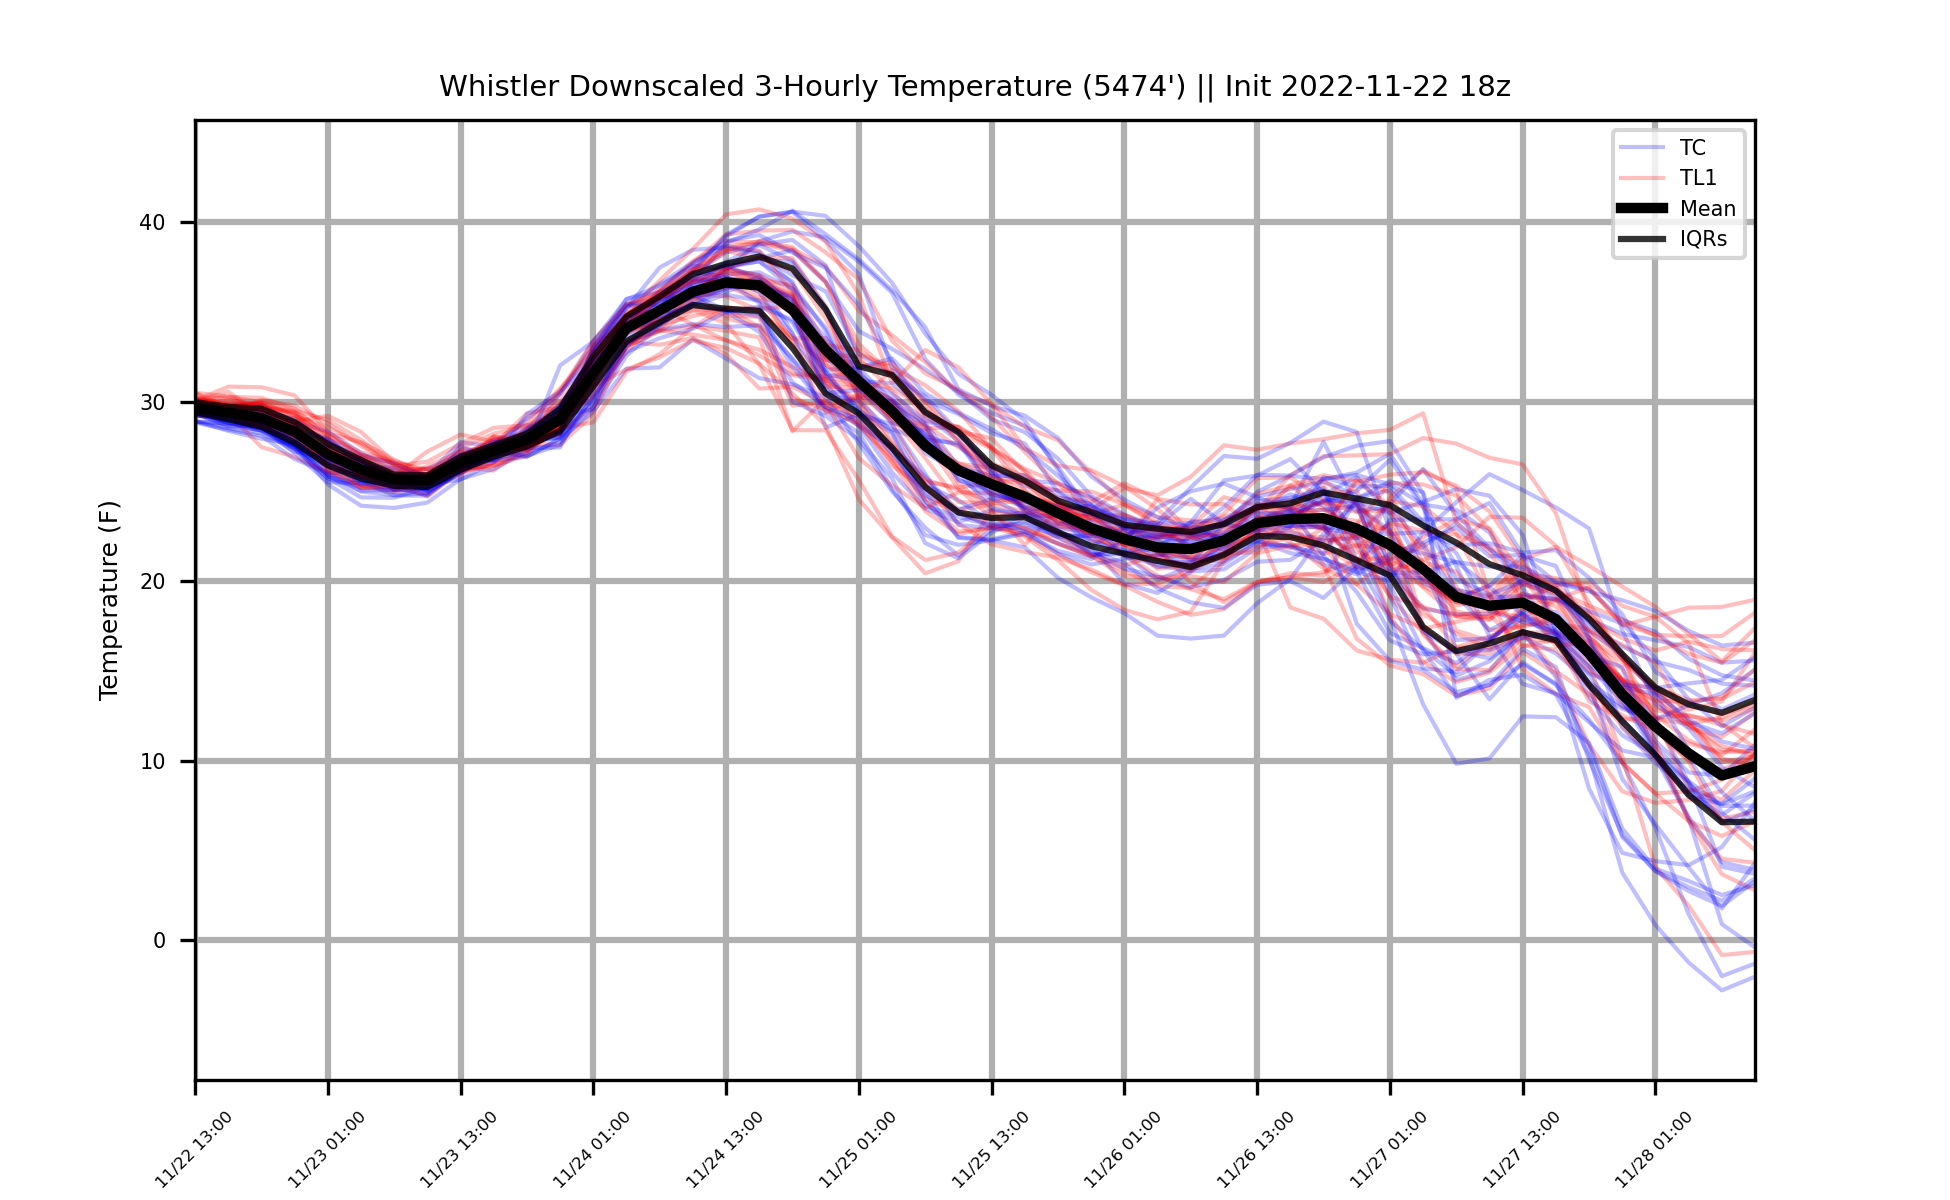 Whistler Downscaled 3-Hourly Temperature (5474') || Init 2022-11-22 18z
TC
TL1
Mean
IQRs
Temperature (F)
40
30
20
10
0
11/22 13:00
11/23 01:00
11/23 13:00
11/24 01:00
11/24 13:00
11/25 01:00
11/25 13:00
11/26 01:00
11/26 13:00
11/27 01:00
11/27 13:00
11/28 01:00